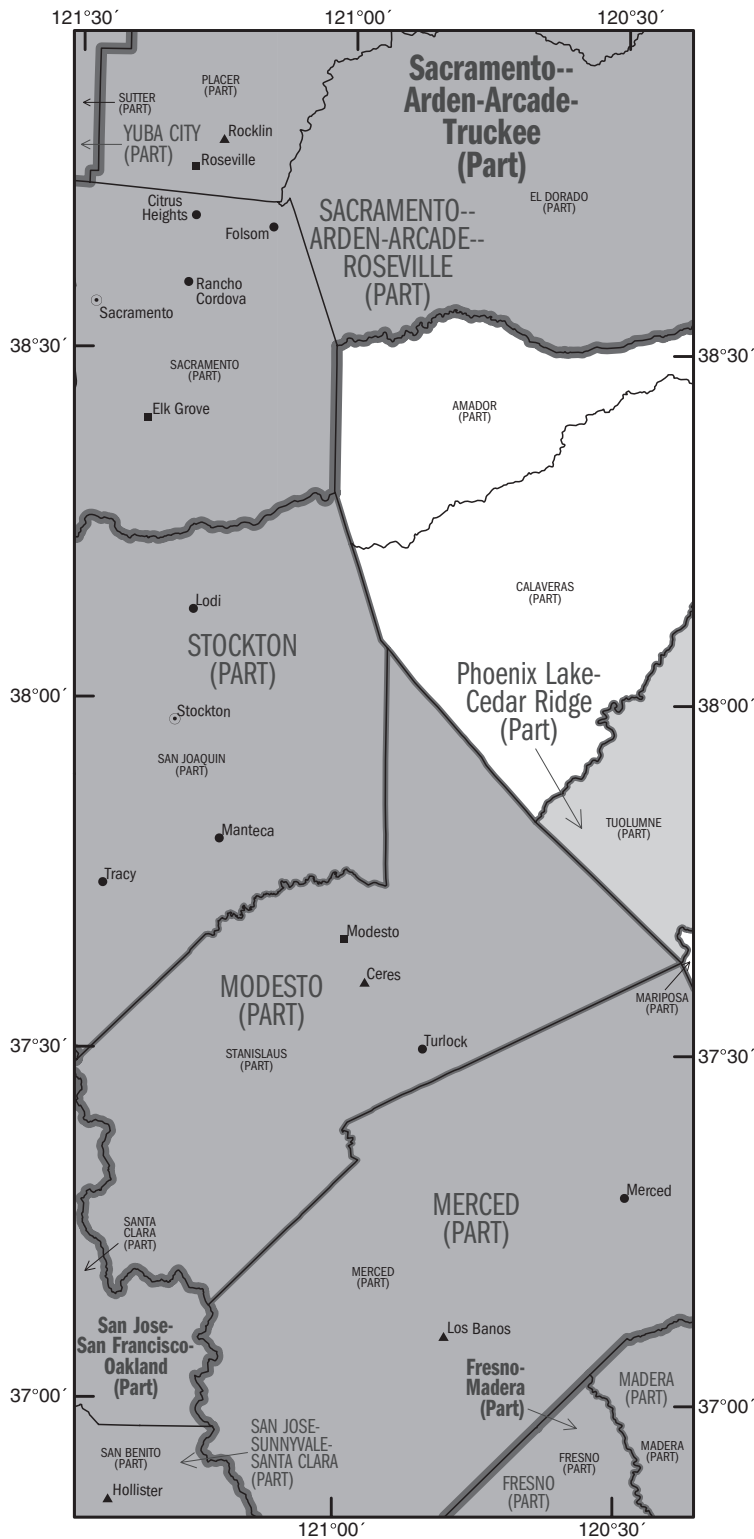 121°30´
121°00´
120°30´
SUTTER
(PART)
PLACER
(PART)
YUBA CITY
(PART)
Rocklin
Roseville
Sacramento--
Arden-Arcade-
Truckee
(Part)
EL DORADO
(PART)
Citrus
Heights
Folsom
SACRAMENTO--
ARDEN-ARCADE--
ROSEVILLE
(PART)
Rancho
Cordova
Sacramento
38°30´
38°30´
SACRAMENTO
(PART)
Elk Grove
AMADOR
(PART)
CALAVERAS
(PART)
Lodi
STOCKTON
(PART)
Phoenix Lake-
Cedar Ridge
(Part)
38°00´
38°00´
Stockton
SAN JOAQUIN
(PART)
TUOLUMNE
(PART)
Manteca
Tracy
Modesto
Ceres
MODESTO
(PART)
MARIPOSA
(PART)
Turlock
37°30´
37°30´
STANISLAUS
(PART)
Merced
MERCED
(PART)
SANTA
CLARA
(PART)
MERCED
(PART)
San Jose-
San Francisco-
Oakland
(Part)
Los Banos
Fresno-
Madera
(Part)
MADERA
(PART)
37°00´
37°00´
SAN JOSE-
SUNNYVALE-
SANTA CLARA
(PART)
SAN BENITO
(PART)
Hollister
FRESNO
(PART)
MADERA
(PART)
FRESNO
(PART)
121°00´
120°30´